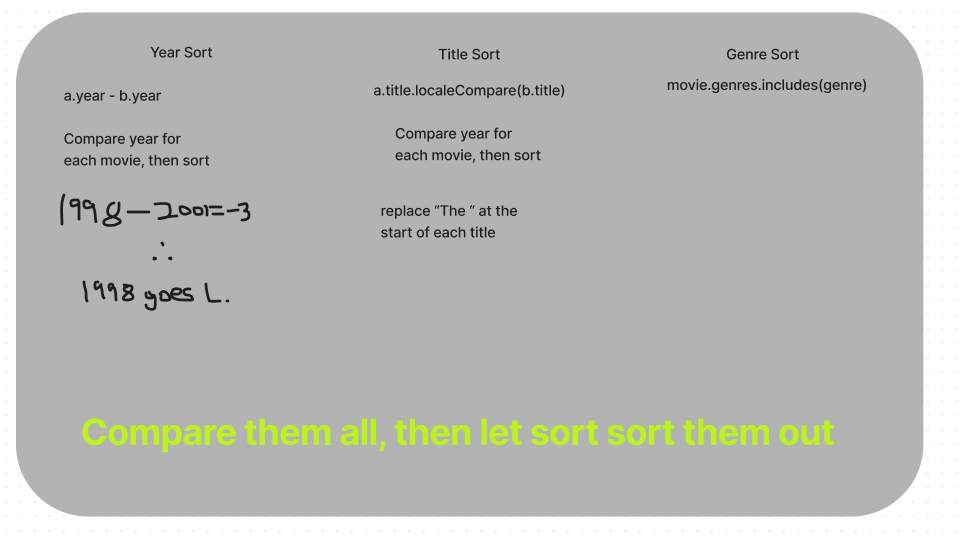 Year Sort
a.year - b.year
Compare year for
each movie, then sort
1998 — 2001 = -3
∴
1998 goes L.
Title Sort
a.title.localeCompare(b.title)
Compare year for
each movie, then sort
replace “The “ at the
start of each title
Genre Sort
movie.genres.includes(genre)
Compare them all, then let sort sort them out